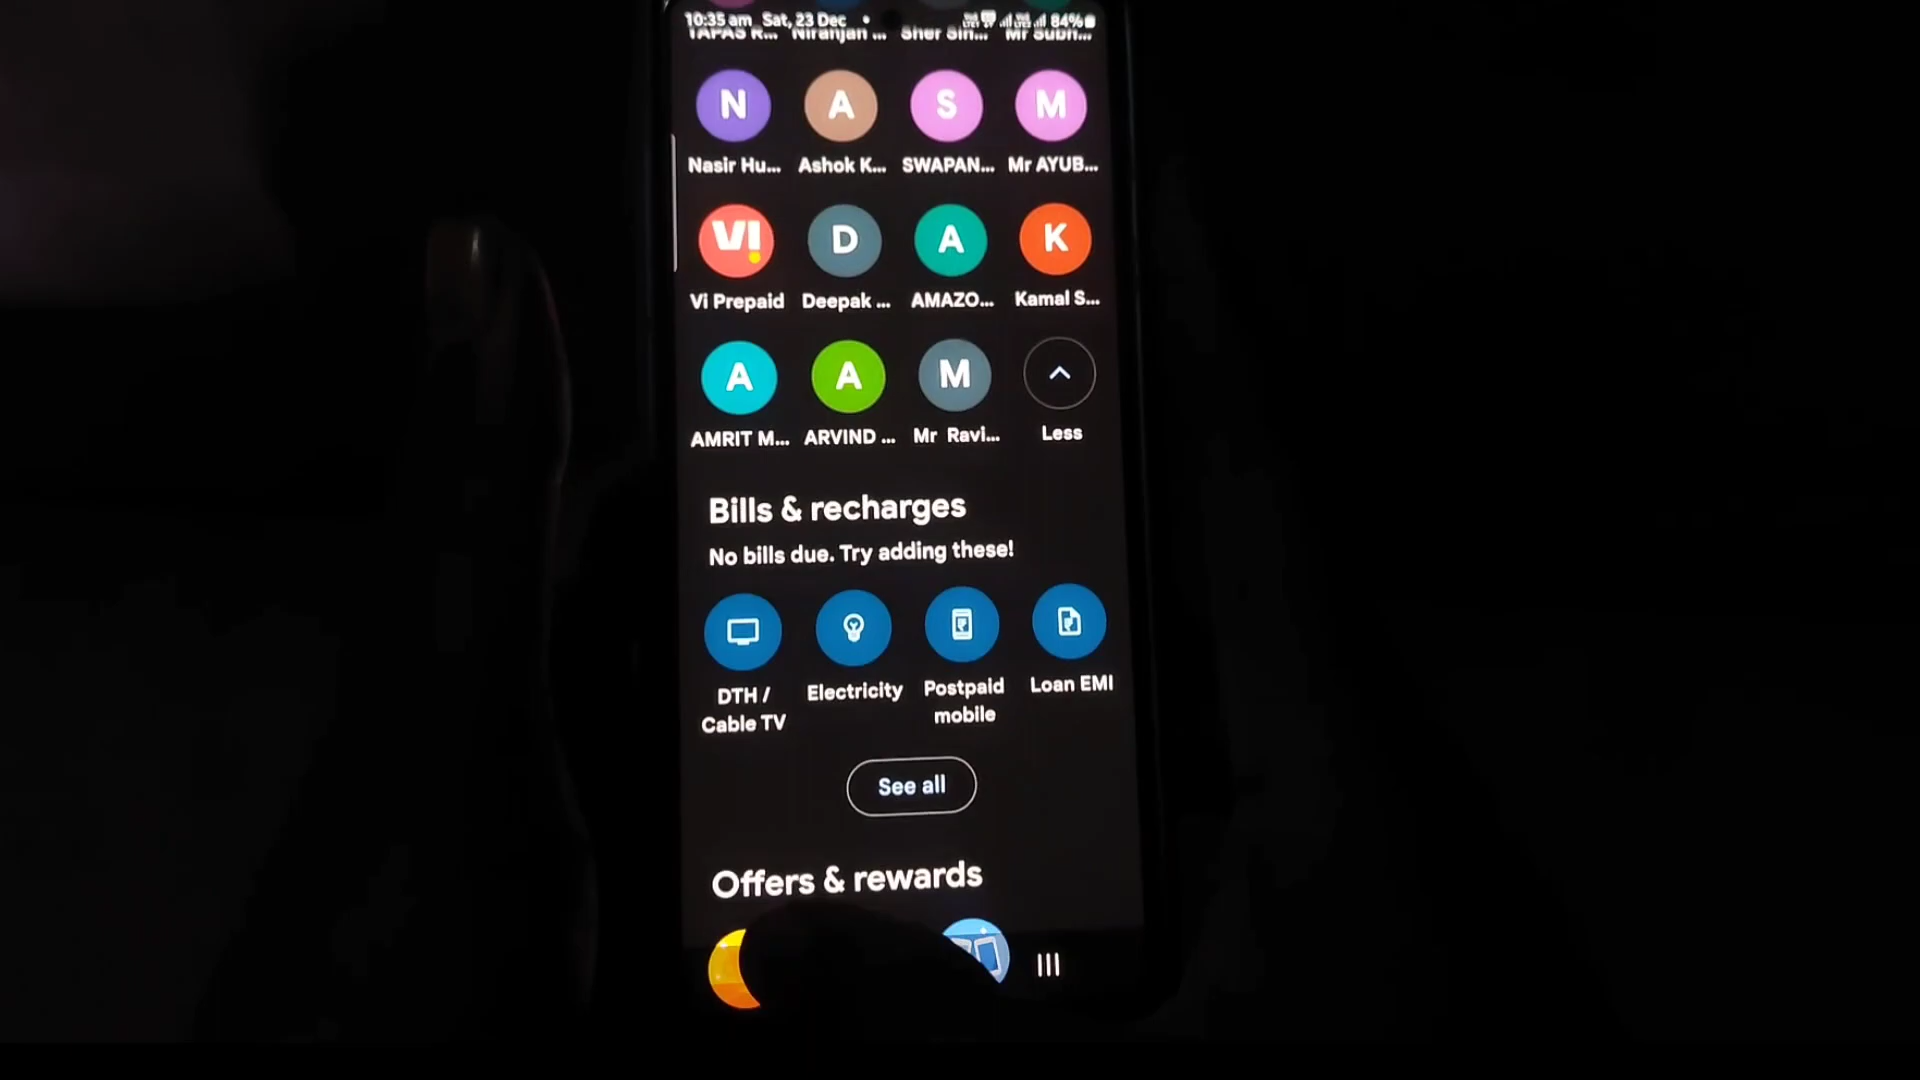 10:35 am Sat, 23 Dec 84%
TAPAS R... Niranjan ... Sher Sin... Mr Subh...
N A S M
Nasir Hu... Ashok K... SWAPAN... Mr AYUB...
VI D A K
Vi Prepaid Deepak ... AMAZO... Kamal S...
A A M
AMRIT M... ARVIND ... Mr Ravi... Less
Bills & recharges
No bills due. Try adding these!
DTH / Cable TV
Electricity
Postpaid mobile
Loan EMI
See all
Offers & rewards